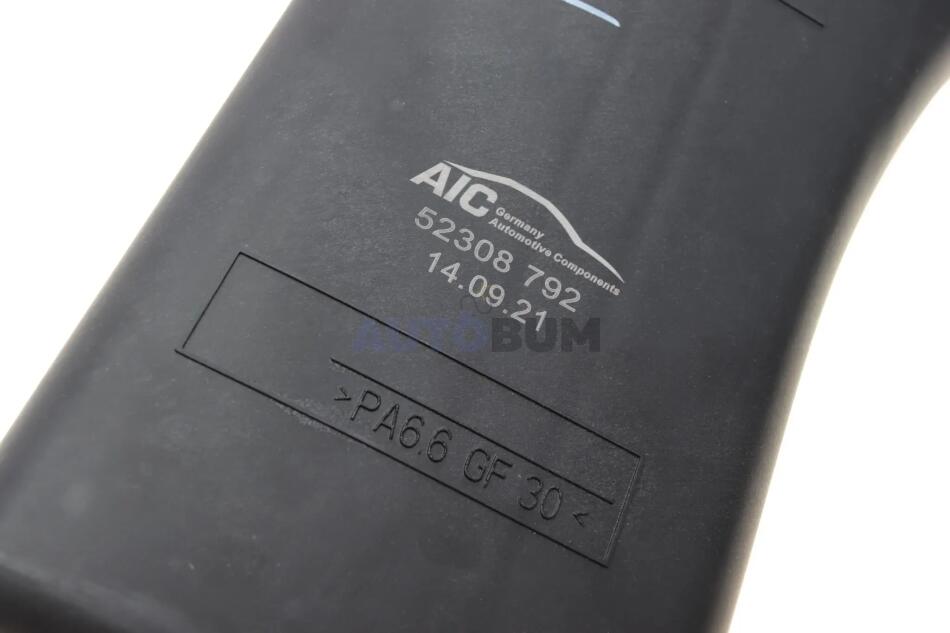 AIC
Germany
Automotive Components
52308 792
14.09.21
AUTOBUM
>PA6.6 GF 30<